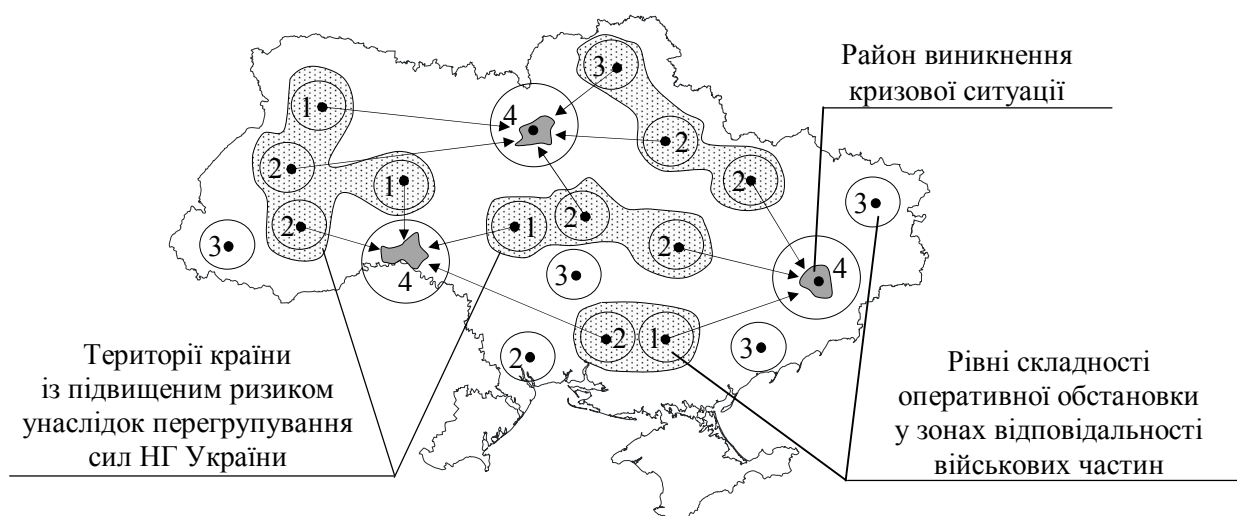 Район виникнення
кризової ситуації
3
4
1
2
2
1
2
3
2
3
1
2
2
4
4
3
2
1
3
2
Території країни
із підвищеним ризиком
унаслідок перегрупування
сил НГ України
Рівні складності
оперативної обстановки
у зонах відповідальності
військових частин